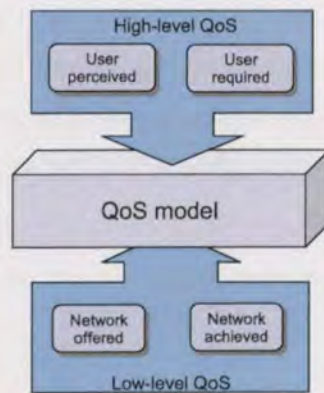 High-level QoS
User
perceived
User
required
QoS model
Network
offered
Network
achieved
Low-level QoS